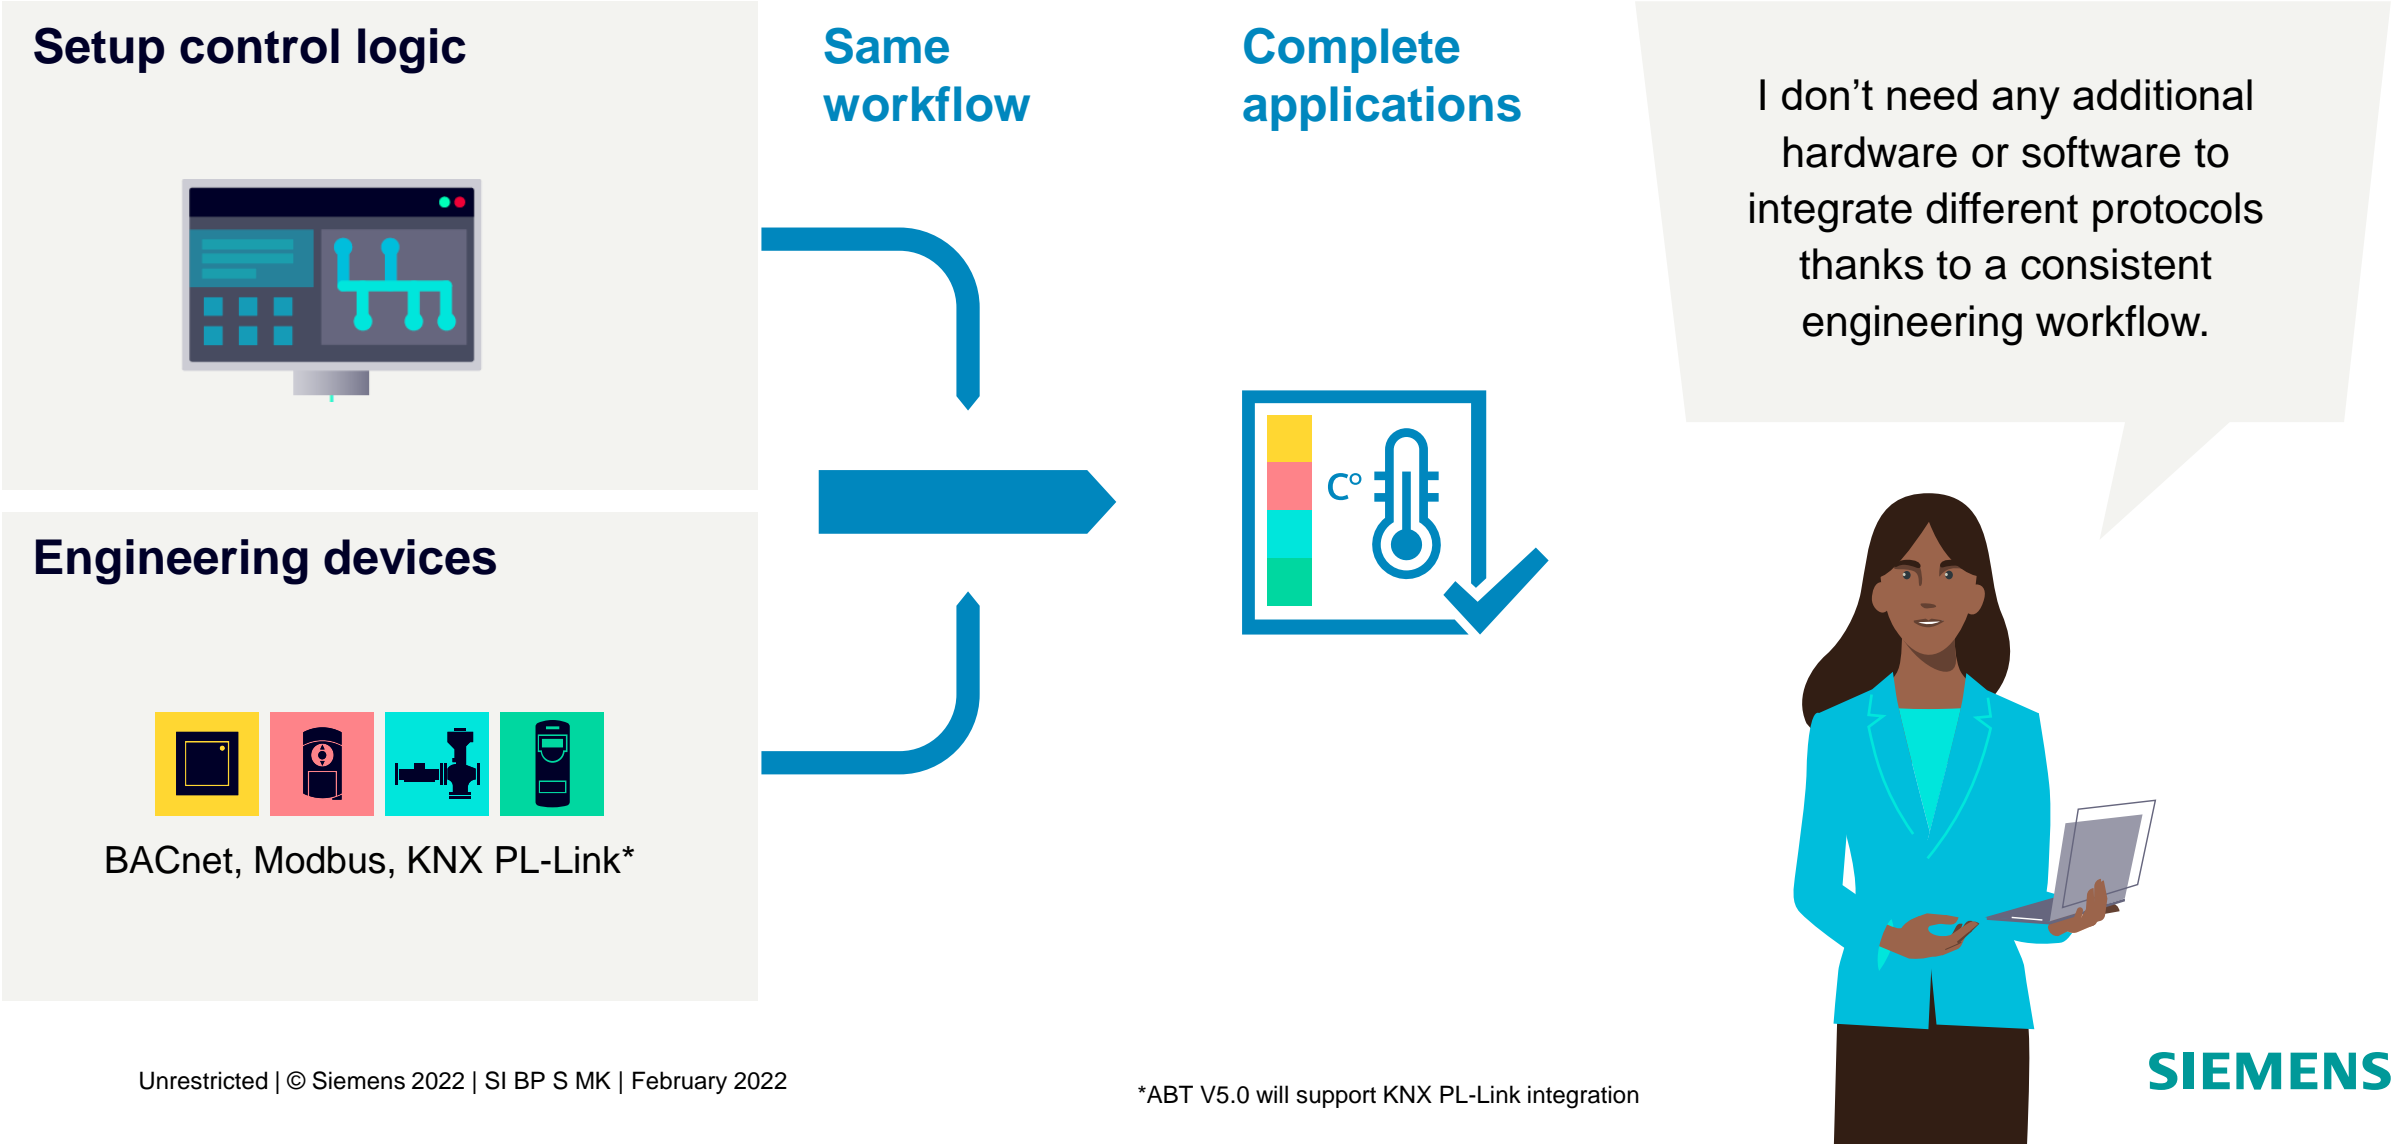 Setup control logic
Same
workflow
Complete
applications
I don’t need any additional
hardware or software to
integrate different protocols
thanks to a consistent
engineering workflow.
C°
Engineering devices
BACnet, Modbus, KNX PL-Link*
Unrestricted | © Siemens 2022 | SI BP S MK | February 2022
*ABT V5.0 will support KNX PL-Link integration
SIEMENS